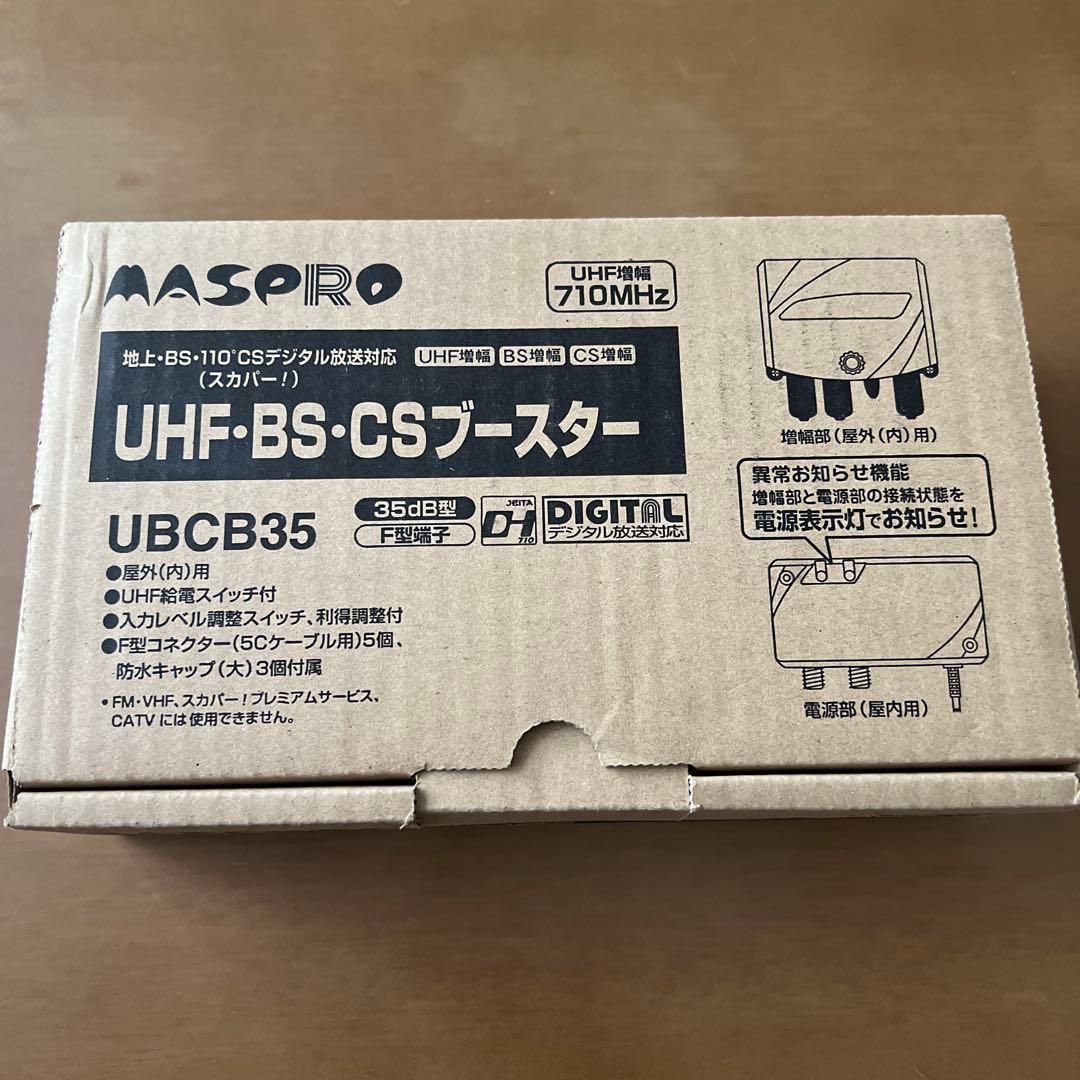 MASPRO
UHF増幅
710MHz
地上・BS・110°CSデジタル放送対応
(スカパー!)
UHF増幅 BS増幅 CS増幅
UHF・BS・CSブースター
UBCB35
35dB型
F型端子
JEITA
DH
710
DIGITAL
デジタル放送対応
●屋外(内)用
●UHF給電スイッチ付
●入力レベル調整スイッチ、利得調整付
●F型コネクター(5Cケーブル用)5個、
防水キャップ(大)3個付属
•FM・VHF、スカパー!プレミアムサービス、
CATVには使用できません。
増幅部(屋外(内)用)
異常お知らせ機能
増幅部と電源部の接続状態を
電源表示灯でお知らせ!
電源部(屋内用)